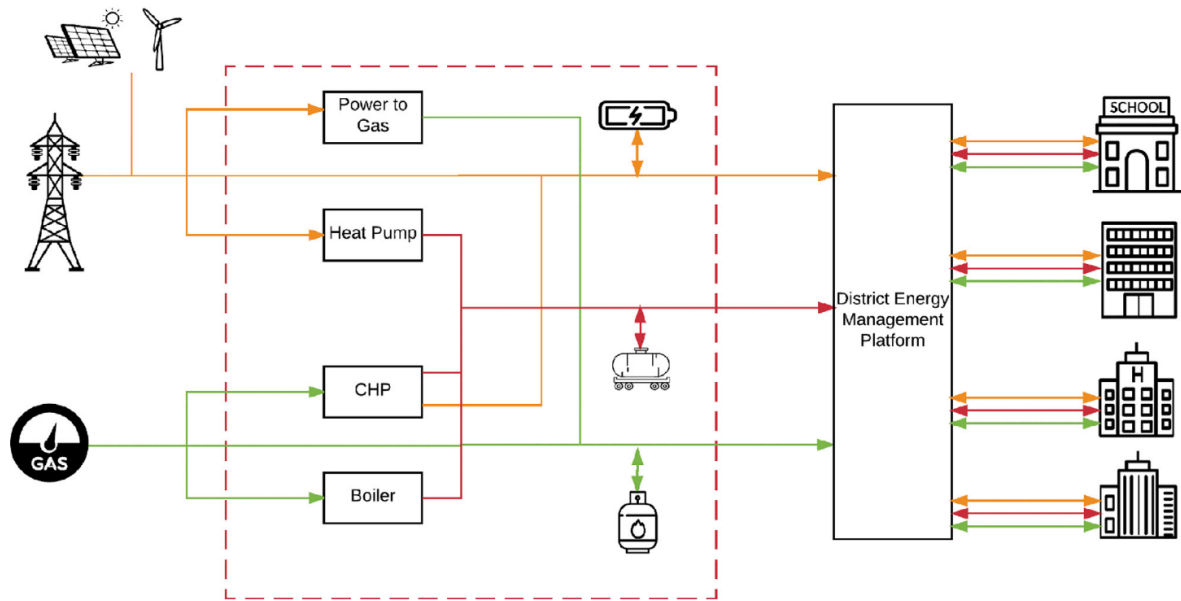 Power to
Gas
SCHOOL
Heat Pump
District Energy
Management
Platform
CHP
H
GAS
Boiler